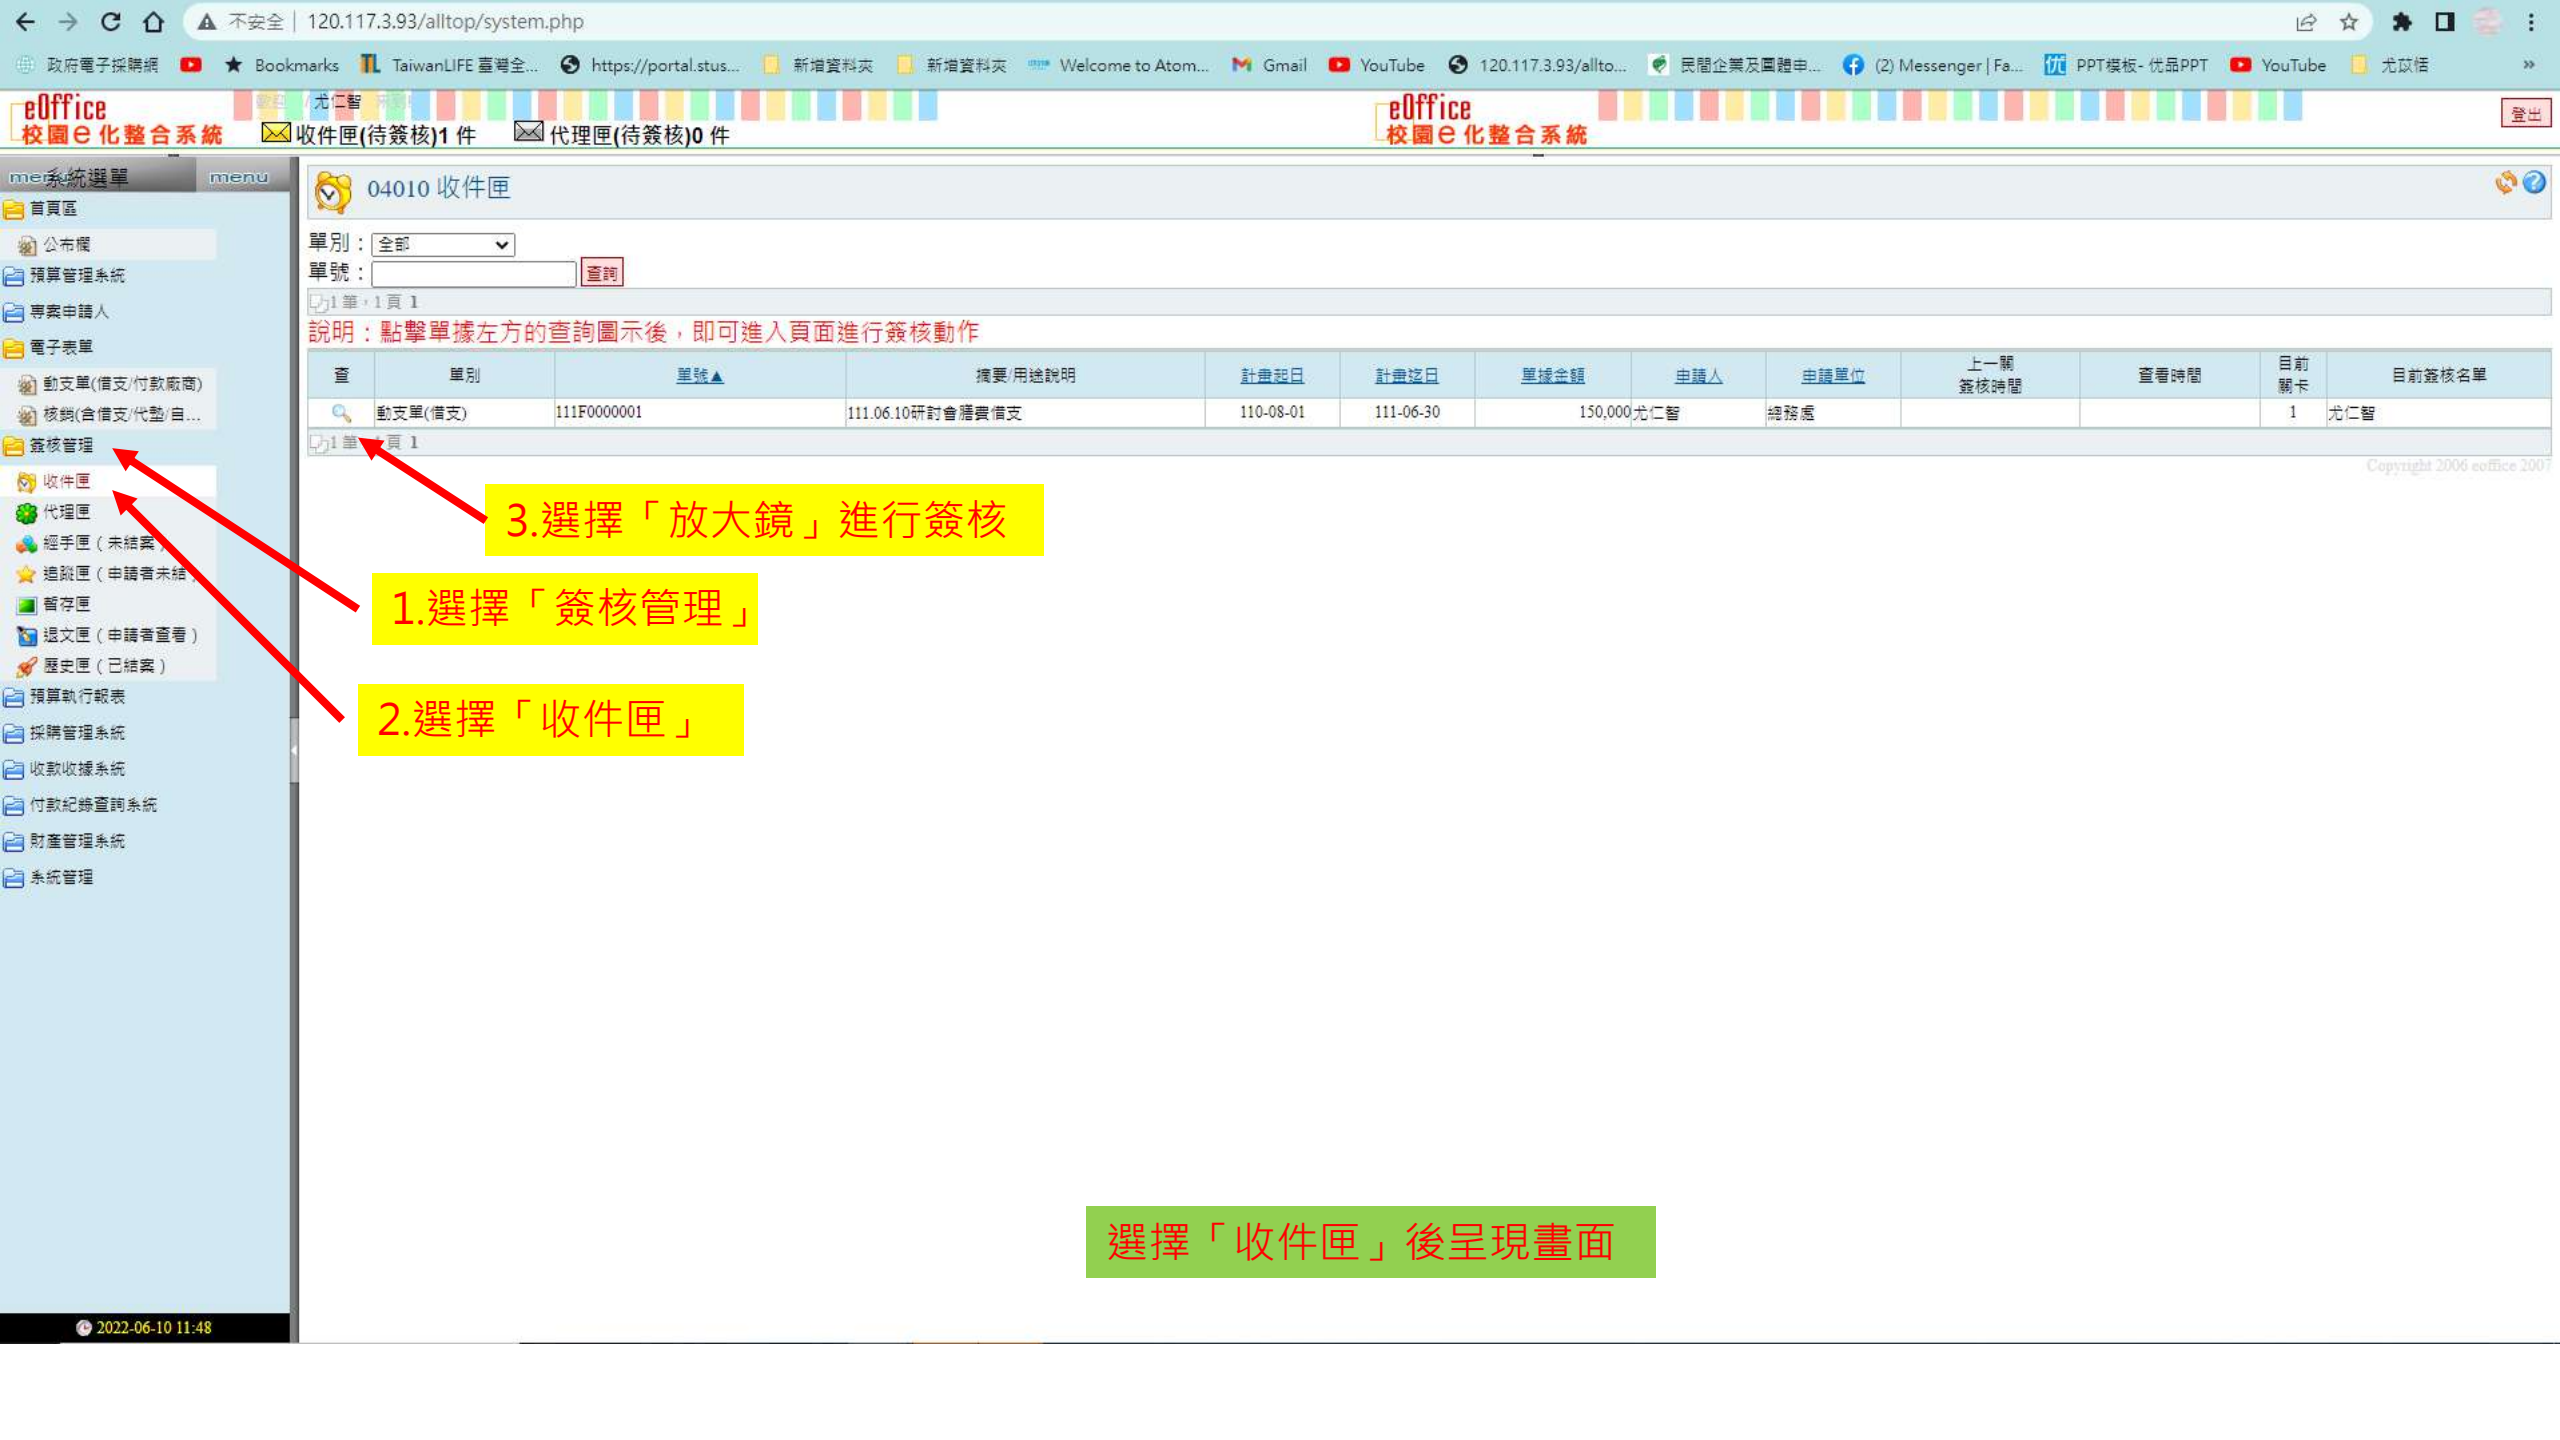 不安全 120.117.3.93/alltop/system.php
政府電子採購網 Bookmarks TaiwanLIFE 臺灣全... https://portal.stus... 新增資料夾 新增資料夾 Welcome to Atom... Gmail YouTube 120.117.3.93/allto... 民間企業及團體申... (2) Messenger | Fa... PPT模板- 优品PPT YouTube 尤苡恬 »
eOffice 尤仁智 eOffice
校園e化整合系統 收件匣(待簽核)1 件 代理匣(待簽核)0 件 校園e化整合系統 登出
系統選單 menu
04010 收件匣
首頁區
公布欄
預算管理系統
專案申請人
電子表單
動支單(借支/付款廠商)
核銷(含借支/代墊/自...
簽核管理
收件匣
代理匣
經手匣(未結案)
追蹤匣(申請者未結
暫存匣
退文匣(申請者查看)
歷史匣(已結案)
預算執行報表
採購管理系統
收款收據系統
付款紀錄查詢系統
財產管理系統
系統管理
2022-06-10 11:48
單別： 全部
單號： 查詢
1 筆，1 頁 1
說明：點擊單據左方的查詢圖示後，即可進入頁面進行簽核動作
查 單別 單號▲ 摘要/用途說明 計畫起日 計畫迄日 單據金額 申請人 申請單位 上一關簽核時間 查看時間 目前關卡 目前簽核名單
動支單(借支) 111F0000001 111.06.10研討會膳費借支 110-08-01 111-06-30 150,000 尤仁智 總務處 1 尤仁智
1 筆 頁 1
Copyright 2006 eoffice 2007
3.選擇「放大鏡」進行簽核
1.選擇「簽核管理」
2.選擇「收件匣」
選擇「收件匣」後呈現畫面